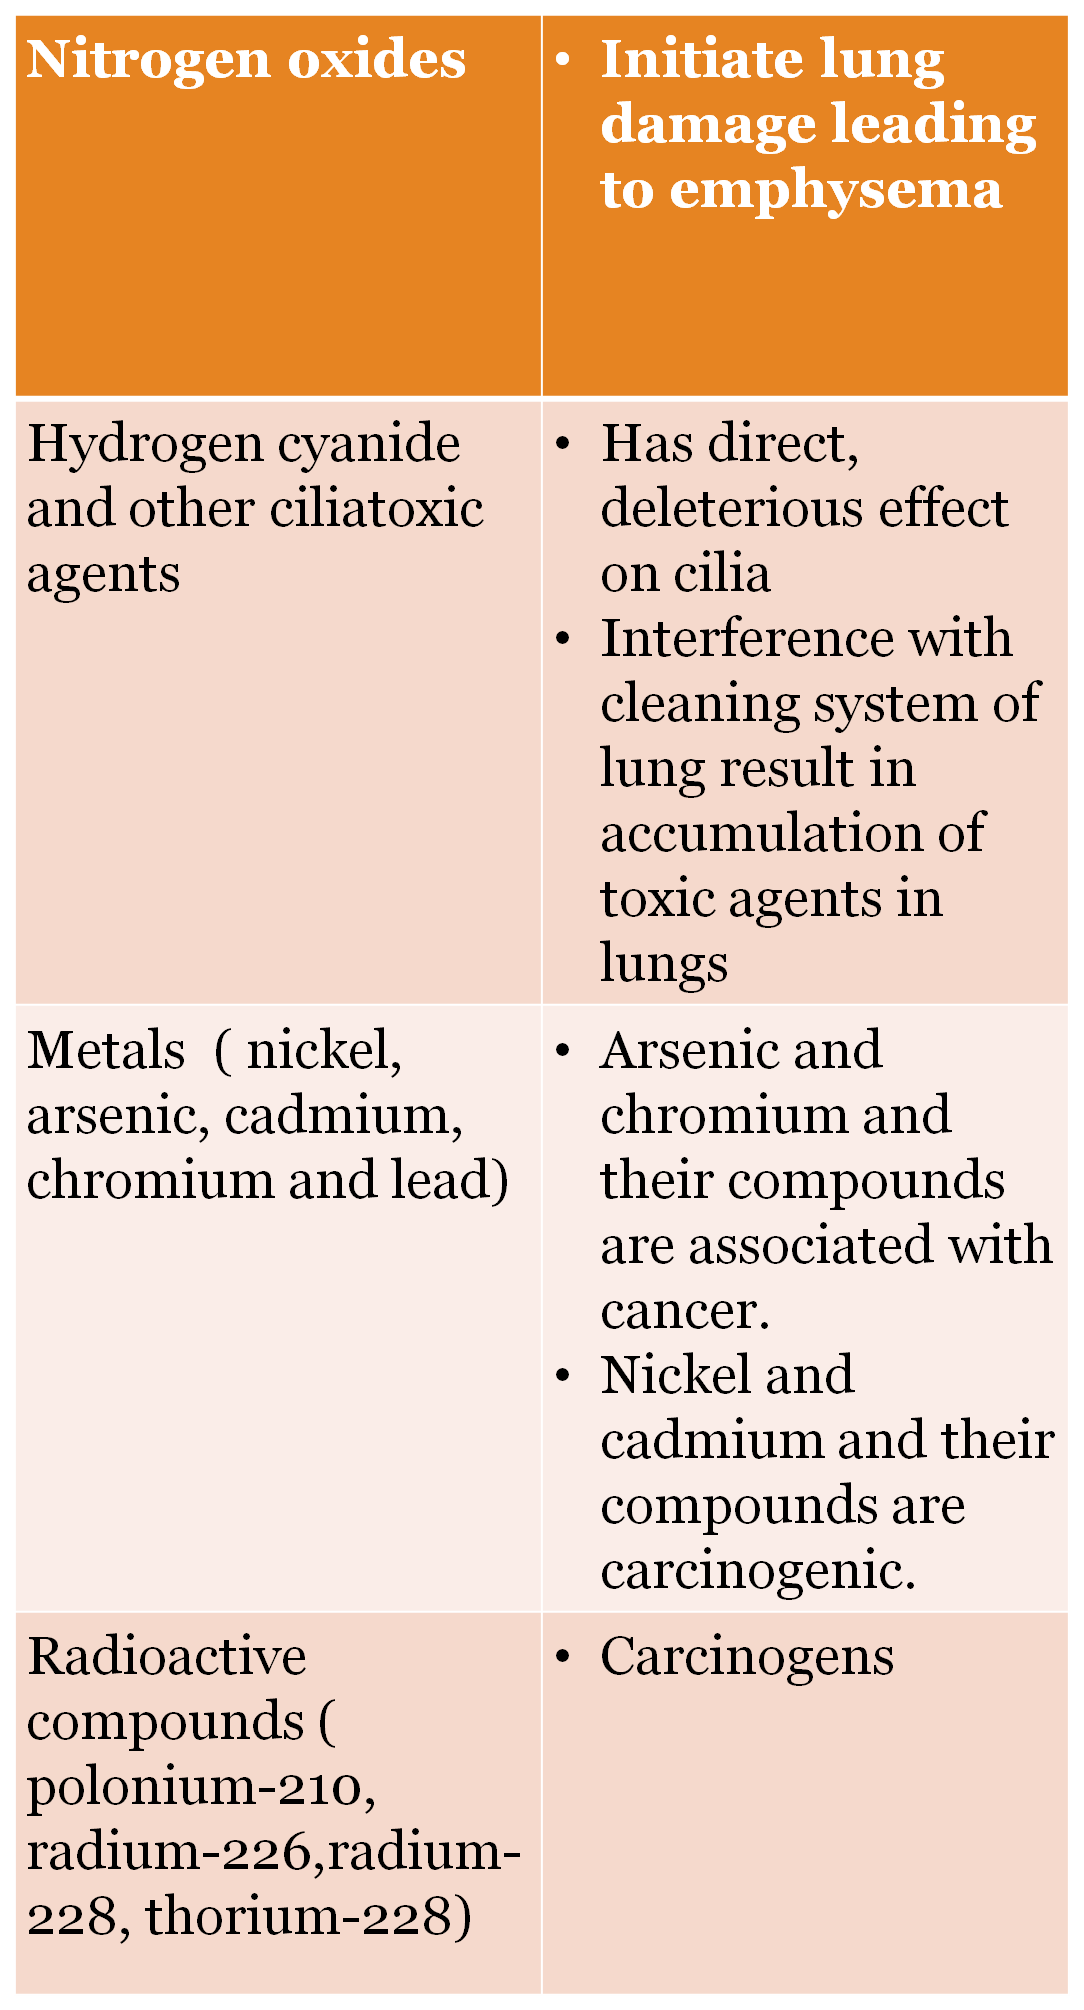 Nitrogen oxides
• Initiate lung
damage leading
to emphysema
Hydrogen cyanide
and other ciliatoxic
agents
• Has direct,
deleterious effect
on cilia
• Interference with
cleaning system of
lung result in
accumulation of
toxic agents in
lungs
Metals  ( nickel,
arsenic, cadmium,
chromium and lead)
• Arsenic and
chromium and
their compounds
are associated with
cancer.
• Nickel and
cadmium and their
compounds are
carcinogenic.
Radioactive
compounds (
polonium-210,
radium-226,radium-
228, thorium-228)
• Carcinogens